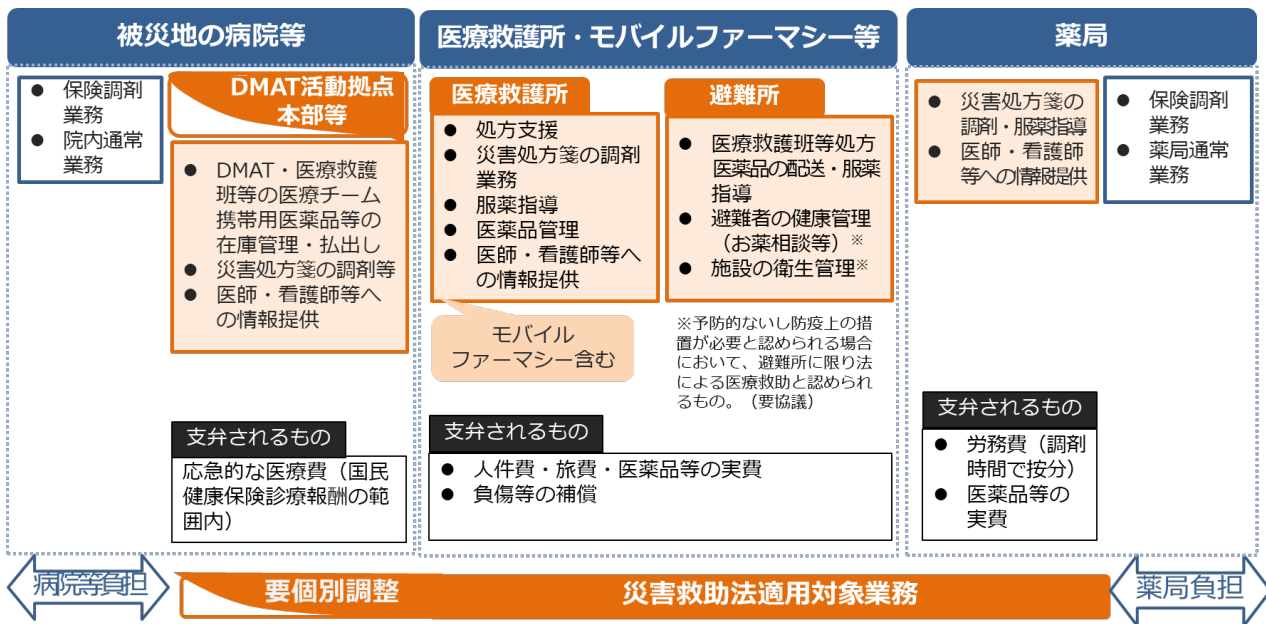 被災地の病院等
● 保険調剤
業務
● 院内通常
業務
DMAT活動拠点
本部等
● DMAT・医療救護
班等の医療チーム
携帯用医薬品等の
在庫管理・払出し
● 災害処方箋の調剤等
● 医師・看護師等へ
の情報提供
支弁されるもの
応急的な医療費（国民
健康保険診療報酬の範
囲内）
医療救護所・モバイルファーマシー等
医療救護所
● 処方支援
● 災害処方箋の調剤
業務
● 服薬指導
● 医薬品管理
● 医師・看護師等へ
の情報提供
モバイル
ファーマシー含む
避難所
● 医療救護班等処方
医薬品の配送・服薬
指導
● 避難者の健康管理
（お薬相談等）※
● 施設の衛生管理※
※予防的ないし防疫上の措
置が必要と認められる場合
において、避難所に限り法
による医療救助と認められ
るもの。（要協議）
支弁されるもの
● 人件費・旅費・医薬品等の実費
● 負傷等の補償
薬局
● 災害処方箋の
調剤・服薬指導
● 医師・看護師
等への情報提供
● 保険調剤
業務
● 薬局通常
業務
支弁されるもの
● 労務費（調剤
時間で按分）
● 医薬品等の
実費
病院等負担
要個別調整
災害救助法適用対象業務
薬局負担